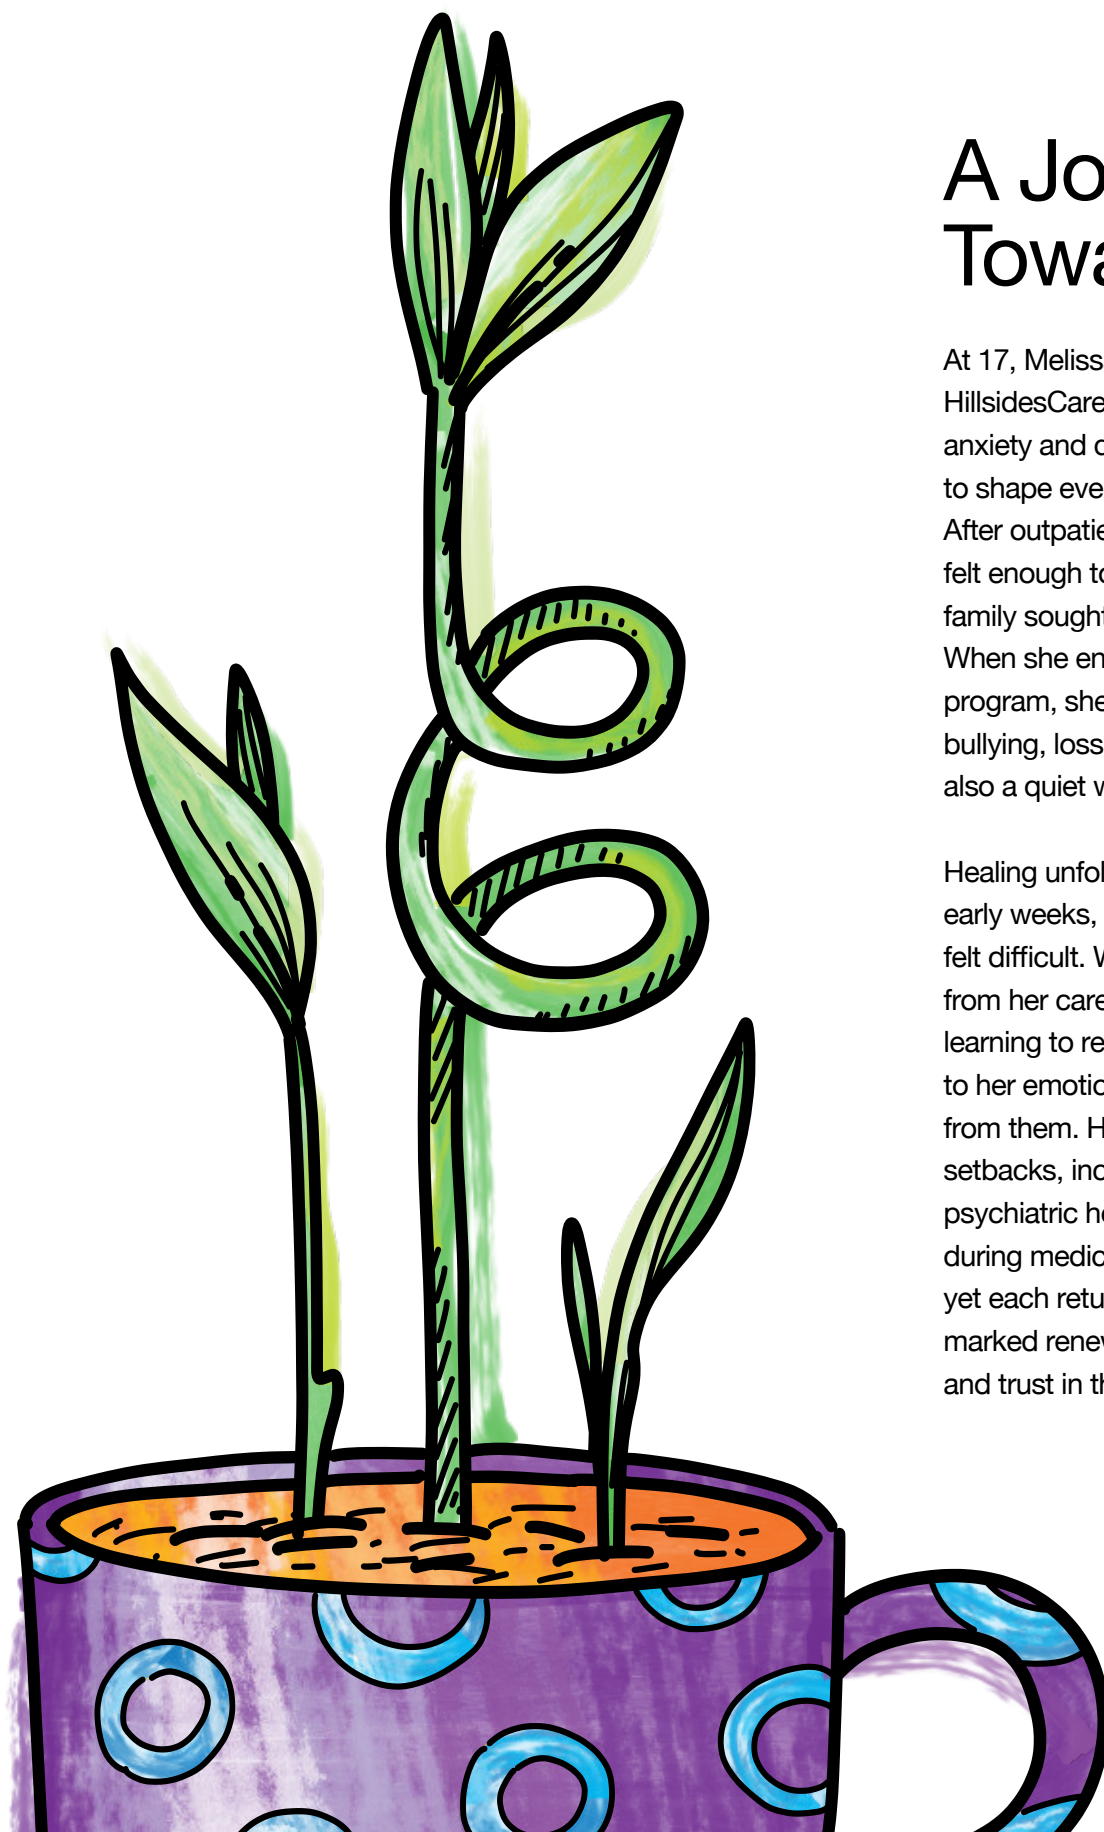 A Jo
Towa
At 17, Meliss
HillsidesCare
anxiety and
to shape eve
After outpatie
felt enough to
family sought
When she en
program, she
bullying, loss
also a quiet
Healing unfol
early weeks,
felt difficult.
from her care
learning to re
to her emotic
from them. H
setbacks, inc
psychiatric ho
during medic
yet each retu
marked renew
and trust in th